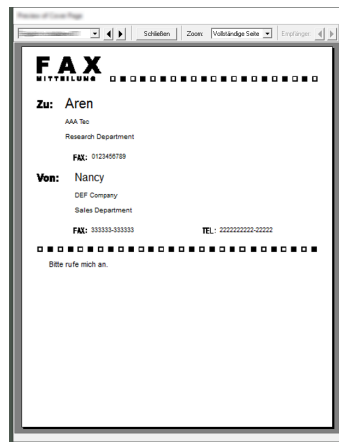 Schließen
Zoom:
Vollständige Seite
Empfänger:
FAX
MITTEILUNG
Zu: Aren
AAA Tec
Research Department
FAX: 0123456789
Von: Nancy
DEF Company
Sales Department
FAX: 333333-333333 TEL: 2222222222-22222
Bitte rufe mich an.